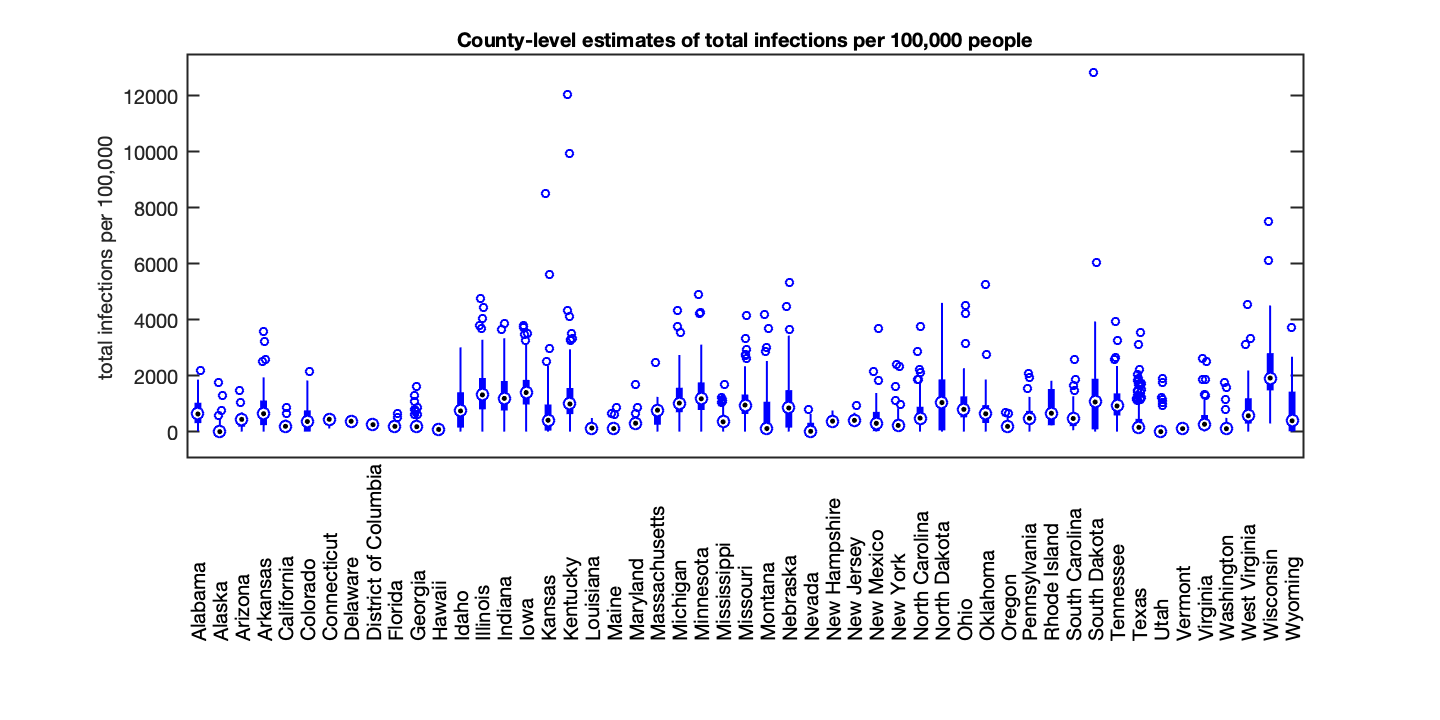 County-level estimates of total infections per 100,000 people
total infections per 100,000
12000
10000
8000
6000
4000
2000
0
Alabama
Alaska
Arizona
Arkansas
California
Colorado
Connecticut
Delaware
District of Columbia
Florida
Georgia
Hawaii
Idaho
Illinois
Indiana
Iowa
Kansas
Kentucky
Louisiana
Maine
Maryland
Massachusetts
Michigan
Minnesota
Mississippi
Missouri
Montana
Nebraska
Nevada
New Hampshire
New Jersey
New Mexico
New York
North Carolina
North Dakota
Ohio
Oklahoma
Oregon
Pennsylvania
Rhode Island
South Carolina
South Dakota
Tennessee
Texas
Utah
Vermont
Virginia
Washington
West Virginia
Wisconsin
Wyoming